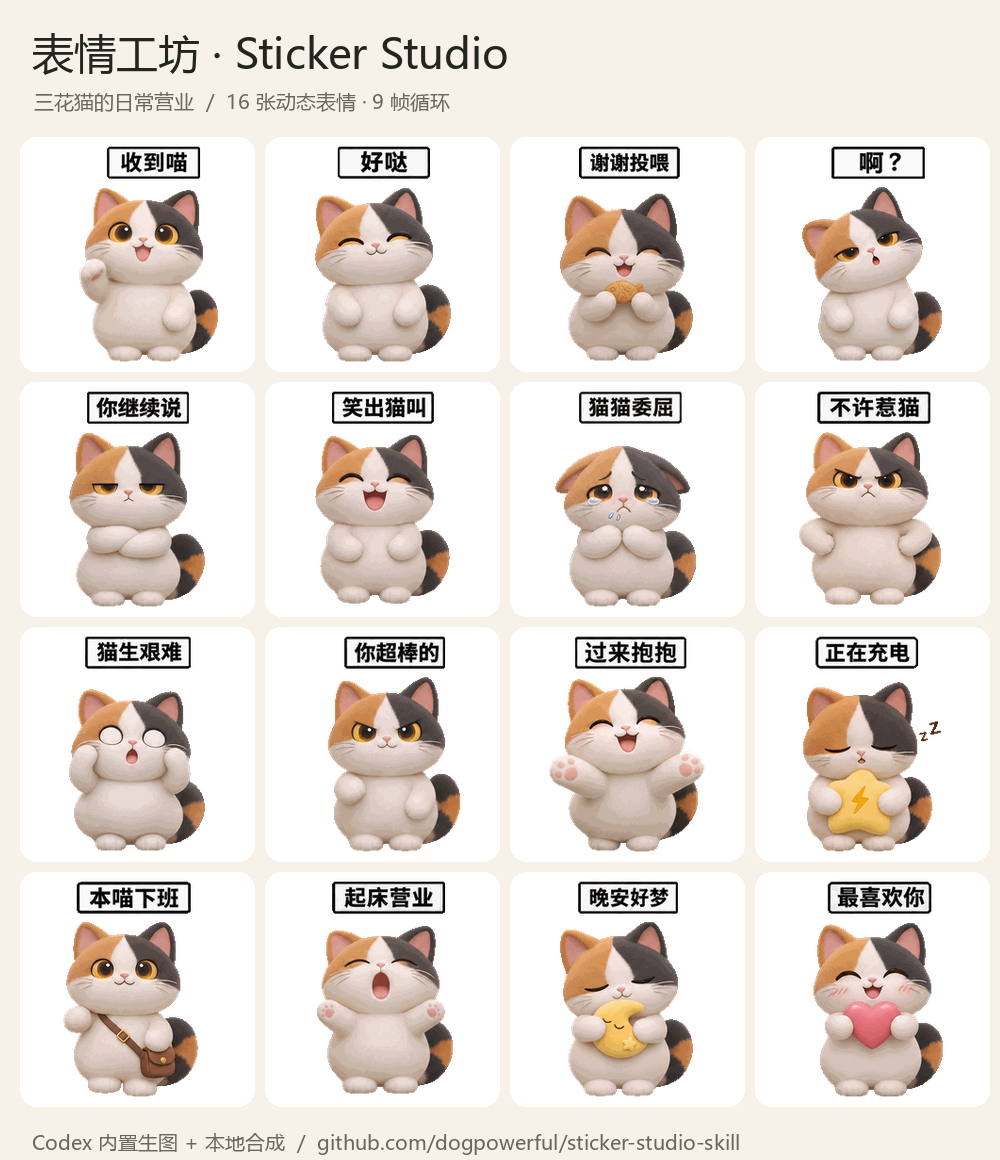 表情工坊 · Sticker Studio
三花猫的日常营业 / 16 张动态表情 · 9 帧循环
收到喵
好哒
谢谢投喂
啊？
你继续说
笑出猫叫
猫猫委屈
不许惹猫
猫生艰难
你超棒的
过来抱抱
正在充电
zZ
本喵下班
起床营业
晚安好梦
最喜欢你
Codex 内置生图 + 本地合成 / github.com/dogpowerful/sticker-studio-skill